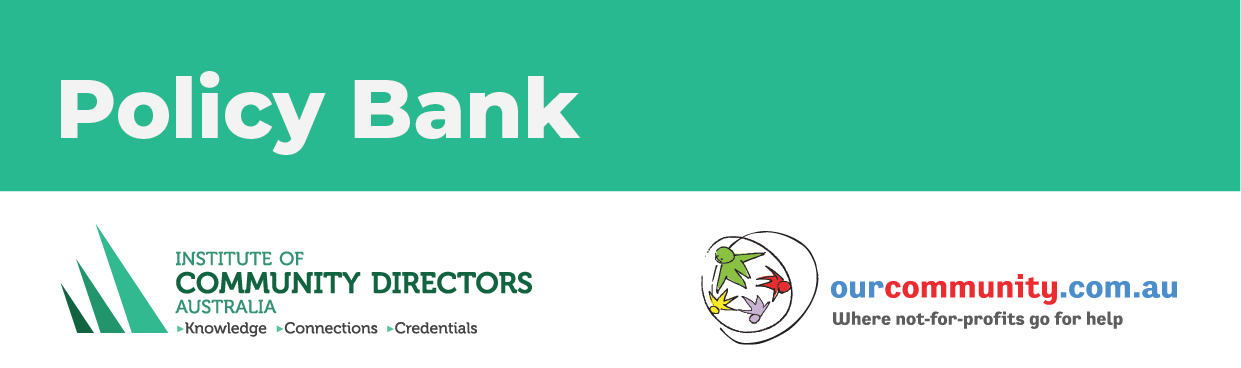 Policy Bank
INSTITUTE OF
COMMUNITY DIRECTORS
AUSTRALIA
▸Knowledge ▸Connections ▸Credentials
ourcommunity.com.au
Where not-for-profits go for help